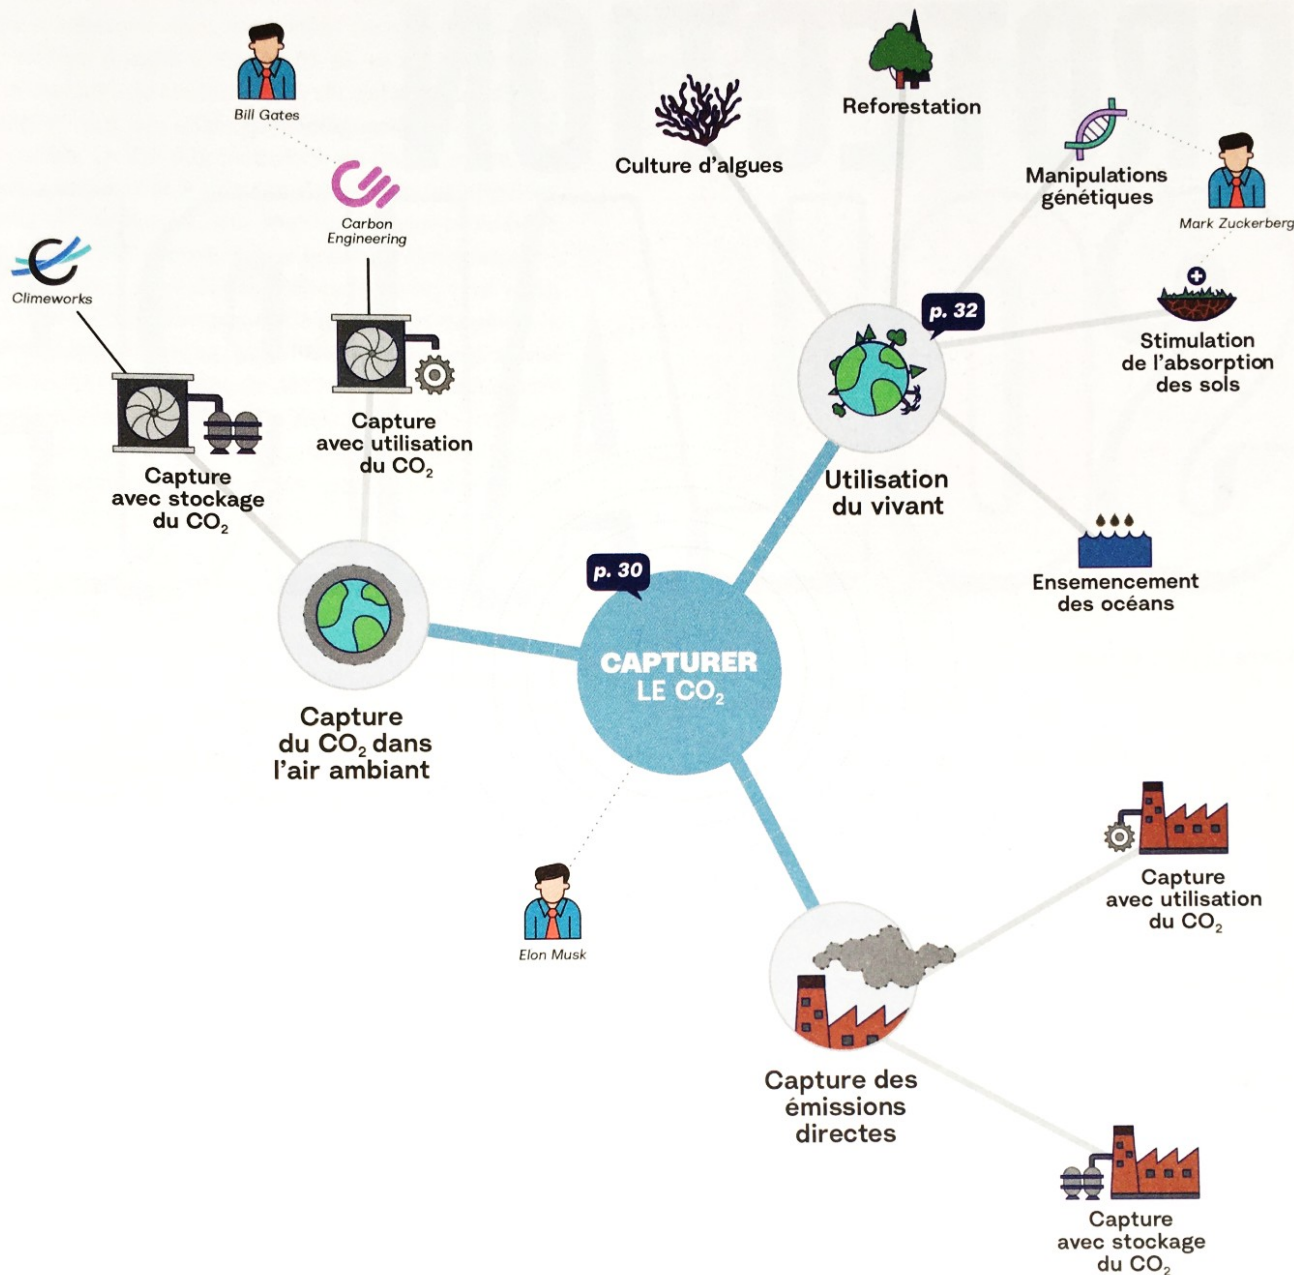 Bill Gates
Carbon
Engineering
Climeworks
Capture
avec stockage
du CO₂
Capture
avec utilisation
du CO₂
Capture
du CO₂ dans
l'air ambiant
Culture d'algues
Reforestation
Manipulations
génétiques
Mark Zuckerberg
Stimulation
de l'absorption
des sols
p. 32
Utilisation
du vivant
Ensemencement
des océans
p. 30
CAPTURER
LE CO₂
Elon Musk
Capture
avec utilisation
du CO₂
Capture des
émissions
directes
Capture
avec stockage
du CO₂